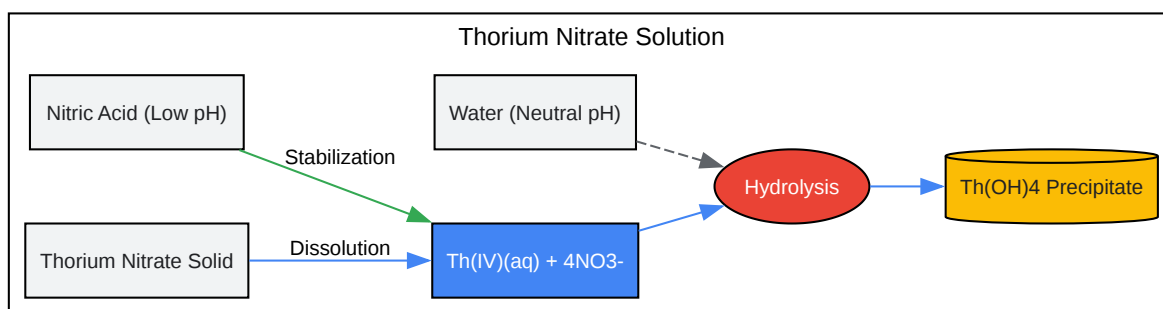 Thorium Nitrate Solution
Nitric Acid (Low pH)
Water (Neutral pH)
Stabilization
Hydrolysis
Th(OH)4 Precipitate
Thorium Nitrate Solid
Dissolution
Th(IV)(aq) + 4NO3-